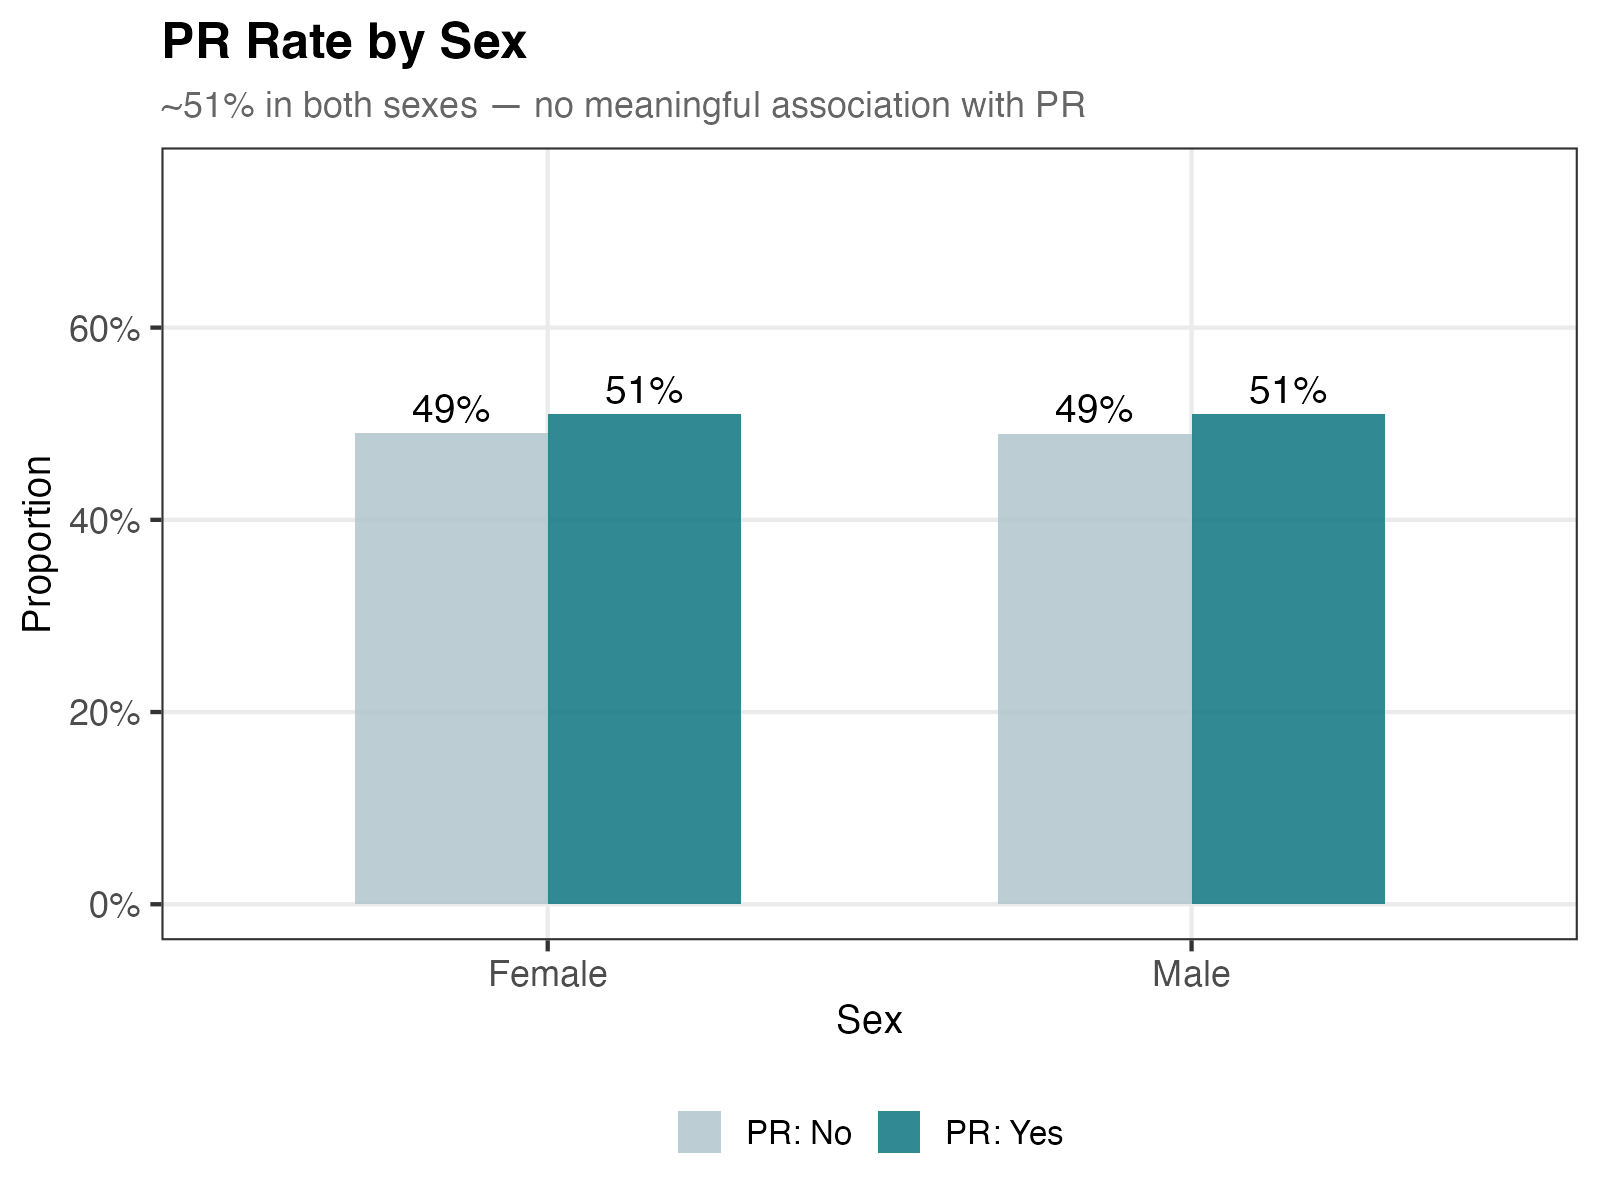 PR Rate by Sex
~51% in both sexes — no meaningful association with PR
60%
40%
20%
0%
Proportion
49%
51%
49%
51%
Female
Male
Sex
PR: No
PR: Yes